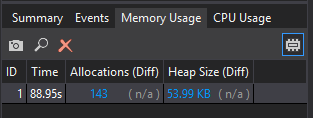 Summary Events Memory Usage CPU Usage
ID Time Allocations (Diff) Heap Size (Diff)
1 88.95s 143 (n/a) 53.99 KB (n/a)